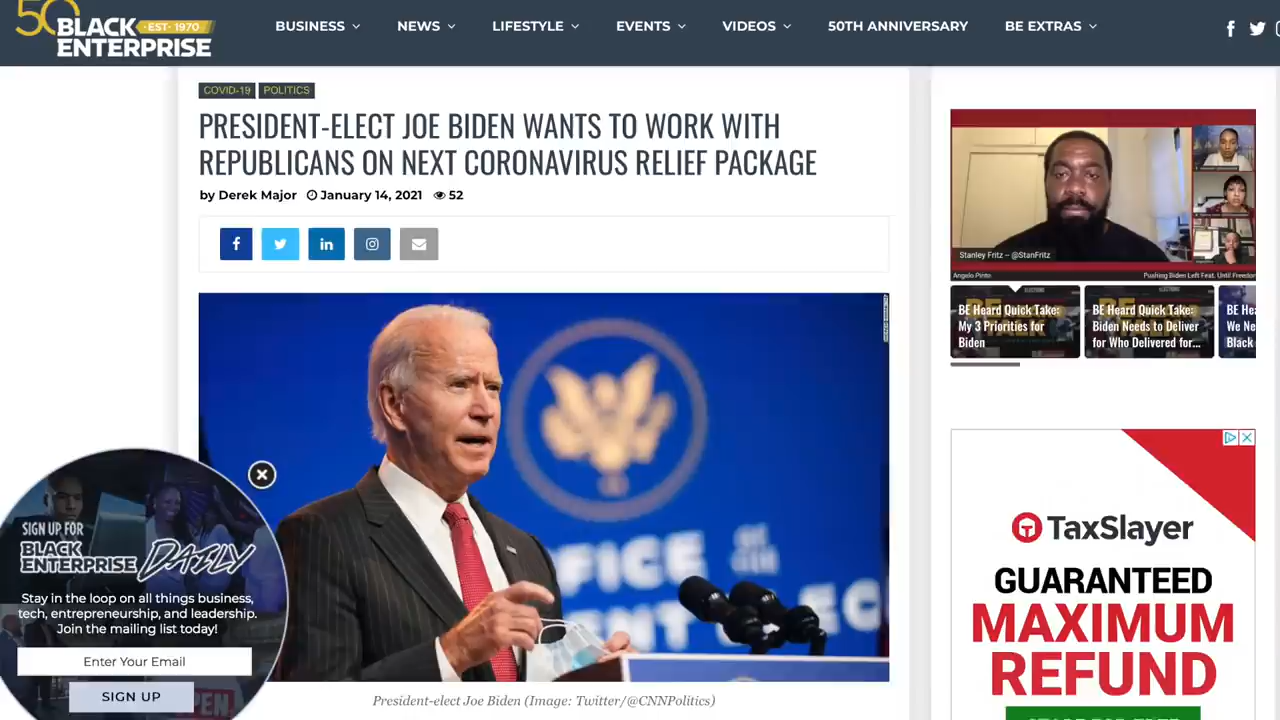 50
BLACK
EST· 1970
ENTERPRISE
BUSINESS
NEWS
LIFESTYLE
EVENTS
VIDEOS
50TH ANNIVERSARY
BE EXTRAS
COVID-19
POLITICS
PRESIDENT-ELECT JOE BIDEN WANTS TO WORK WITH
REPUBLICANS ON NEXT CORONAVIRUS RELIEF PACKAGE
by Derek Major January 14, 2021 52
President-elect Joe Biden (Image: Twitter/@CNNPolitics)
SIGN UP FOR
BLACK
ENTERPRISE
DAILY
Stay in the loop on all things business,
tech, entrepreneurship, and leadership.
Join the mailing list today!
Enter Your Email
SIGN UP
Stanley Fritz – @StanFritz
Angelo Pinto
Pushing Biden Left Feat. Until Freedom
BE Heard Quick Take:
My 3 Priorities for
Biden
BE Heard Quick Take:
Biden Needs to Deliver
for Who Delivered for...
BE Hea
We Ne
Black
TaxSlayer
GUARANTEED
MAXIMUM
REFUND